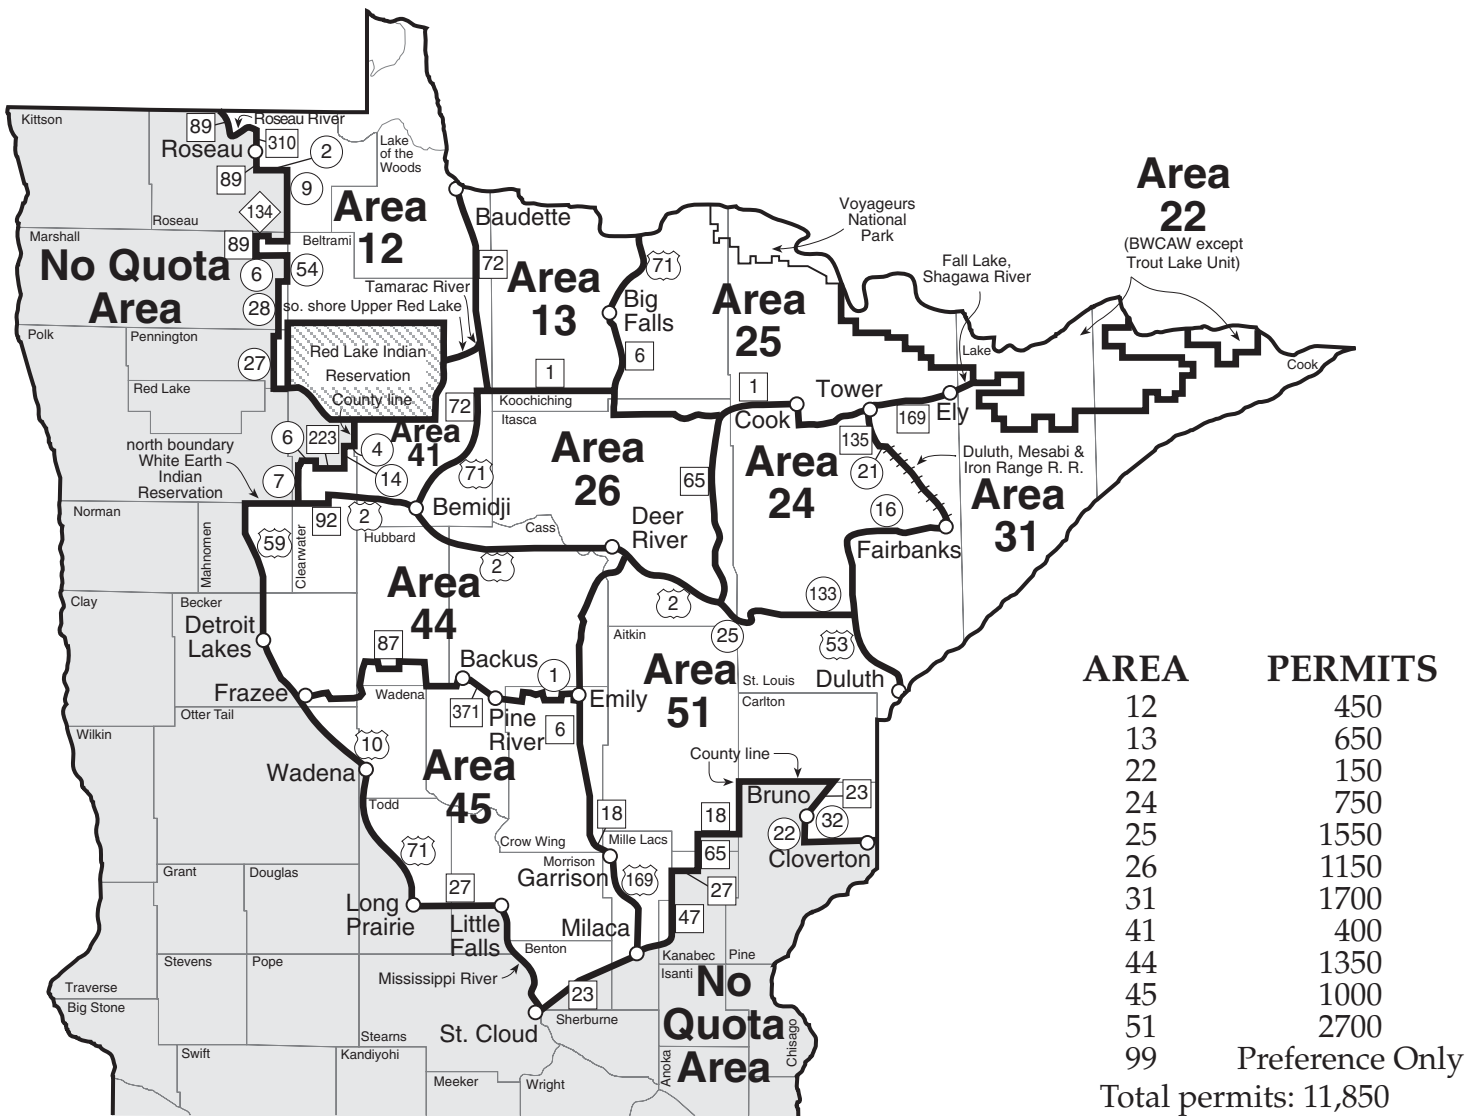 Kittson
89
Roseau River
Roseau
310
2
Lake
of the
Woods
89
9
134
Roseau
Area
12
Baudette
Marshall
89
Beltrami
No Quota
Area
6
54
28
72
Tamarac River
so. shore Upper Red Lake
Area
13
71
Big
Falls
6
Voyageurs
National
Park
Area
25
Fall Lake,
Shagawa River
Area
22
(BWCAW except
Trout Lake Unit)
Polk
Pennington
27
Red Lake Indian
Reservation
Red Lake
County line
1
Koochiching
72
Itasca
1
Cook
Tower
169
Ely
Lake
Cook
north boundary
White Earth
Indian
Reservation
6
223
4
Area
41
14
7
71
Area
26
65
Area
24
135
21
Duluth, Mesabi &
Iron Range R. R.
Area
31
Norman
92
2
Bemidji
Hubbard
Cass
Deer
River
16
Fairbanks
59
Mahnomen
Clearwater
2
Area
44
2
133
Clay
Becker
Detroit
Lakes
87
Aitkin
25
53
Backus
1
Area
51
St. Louis
Duluth
Frazee
Wadena
371
Pine
River
6
Emily
Carlton
Otter Tail
Wilkin
10
Wadena
Area
45
County line
Bruno
23
Todd
18
18
22
32
Crow Wing
Mille Lacs
65
Cloverton
71
Morrison
Garrison
169
27
Grant
Douglas
27
Long
Prairie
Little
Falls
Milaca
47
Benton
Kanabec
Pine
Stevens
Pope
Mississippi River
Isanti
No
Quota
Area
Traverse
Big Stone
23
St. Cloud
Sherburne
Stearns
Chisago
Swift
Kandiyohi
Anoka
Meeker
Wright
AREA PERMITS
12 450
13 650
22 150
24 750
25 1550
26 1150
31 1700
41 400
44 1350
45 1000
51 2700
99 Preference Only
Total permits: 11,850